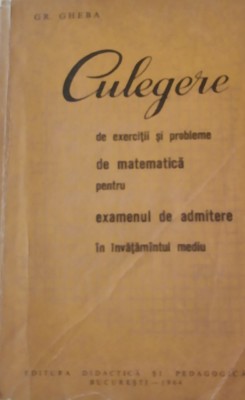 GR. GHEBA
Culegere
de exerciții și probleme
de matematică
pentru
examenul de admitere
în învățămîntul mediu
EDITURA DIDACTICĂ ȘI PEDAGOGICĂ
BUCUREȘTI — 1964